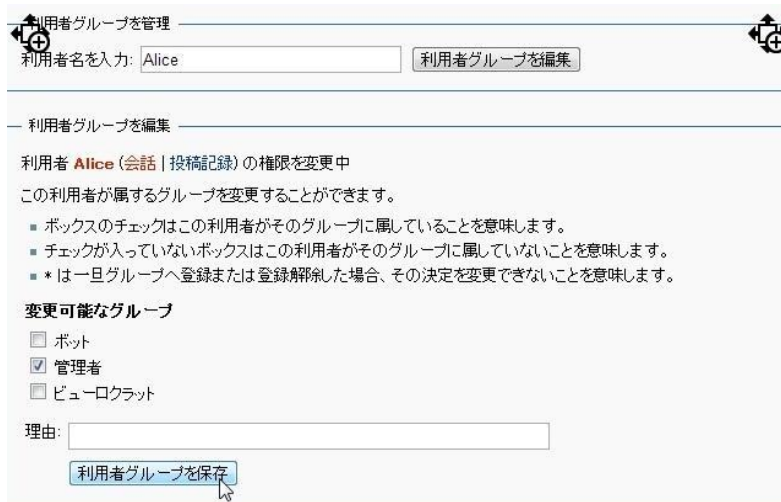 利用者グループを管理
利用者名を入力: Alice 利用者グループを編集
利用者グループを編集
利用者 Alice (会話 | 投稿記録) の権限を変更中
この利用者が属するグループを変更することができます。
ボックスのチェックはこの利用者がそのグループに属していることを意味します。
チェックが入っていないボックスはこの利用者がそのグループに属していないことを意味します。
* は一旦グループへ登録または登録解除した場合、その決定を変更できないことを意味します。
変更可能なグループ
ボット
管理者
ビューロクラット
理由:
利用者グループを保存